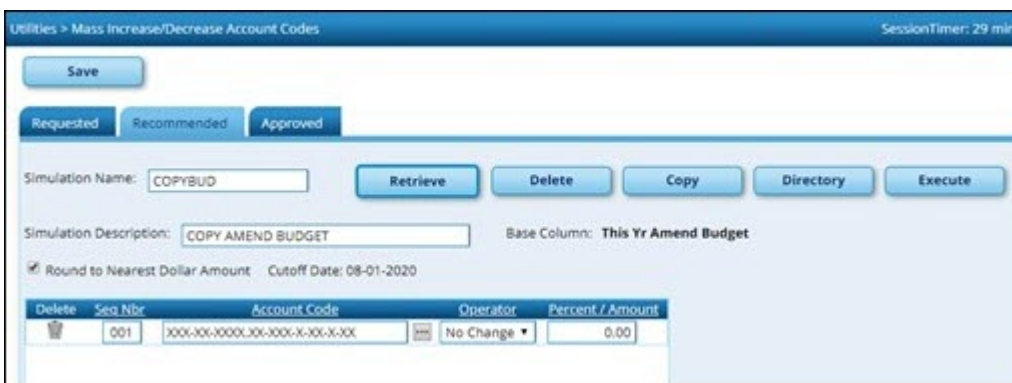 Utilities > Mass Increase/Decrease Account Codes SessionTimer: 29 min
Save
Requested Recommended Approved
Simulation Name: COPYBUD Retrieve Delete Copy Directory Execute
Simulation Description: COPY AMEND BUDGET Base Column: This Yr Amend Budget
Round to Nearest Dollar Amount Cutoff Date: 08-01-2020
Delete Seq Nbr Account Code Operator Percent / Amount
001 XXX-XX-XXXX.XX-XXX-X-XX-X-XX No Change 0.00